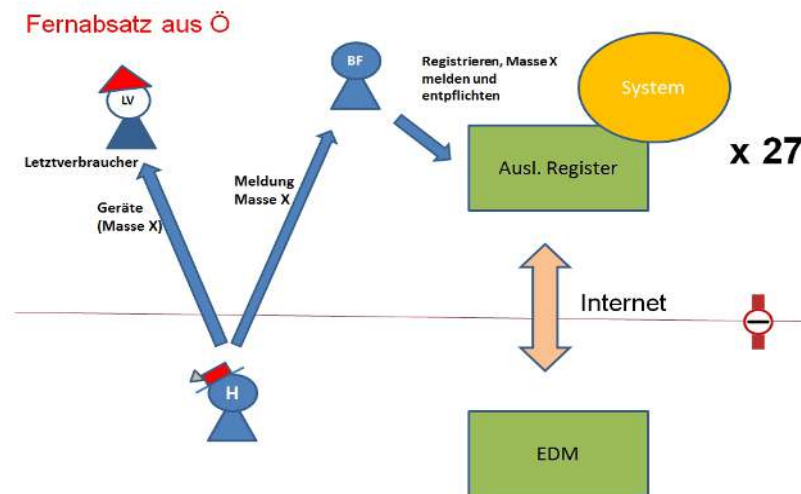 Fernabsatz aus Ö
BF
Registrieren, Masse X
melden und
entpflichten
System
LV
x 27
Letztverbraucher
Ausl. Register
Meldung
Masse X
Geräte
(Masse X)
Internet
H
EDM